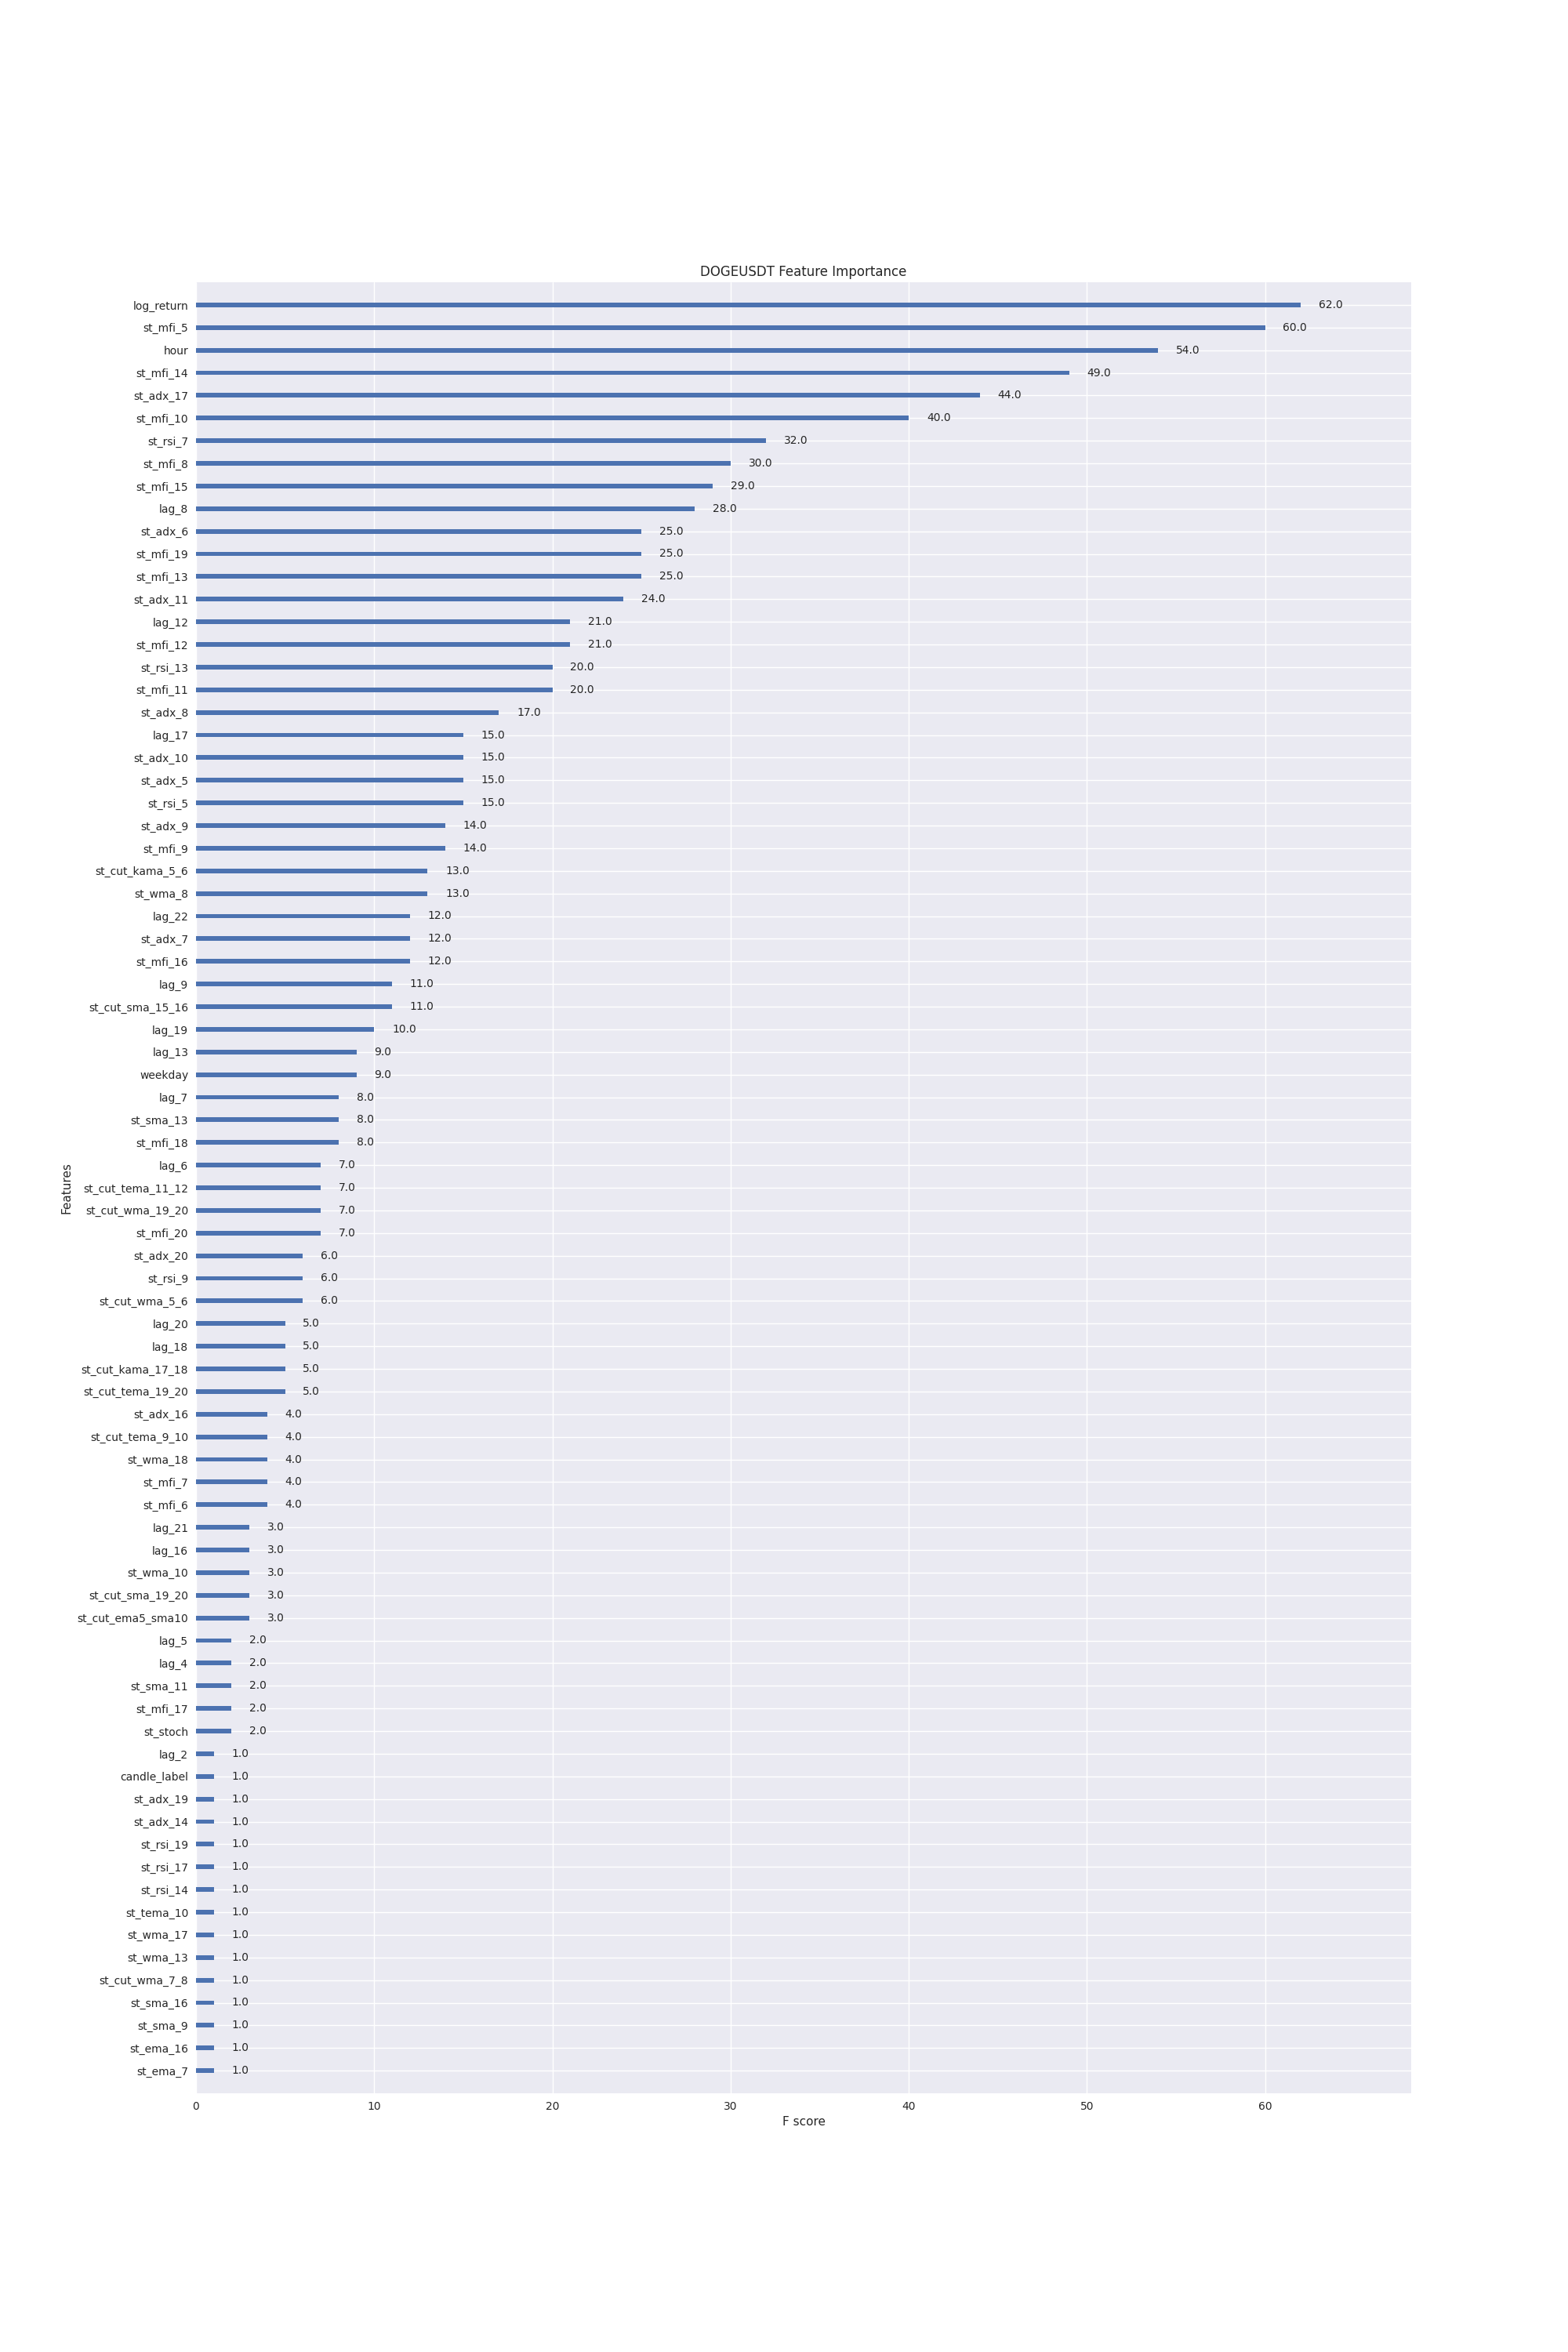 DOGEUSDT Feature Importance
log_return 62.0
st_mfi_5 60.0
hour 54.0
st_mfi_14 49.0
st_adx_17 44.0
st_mfi_10 40.0
st_rsi_7 32.0
st_mfi_8 30.0
st_mfi_15 29.0
lag_8 28.0
st_adx_6 25.0
st_mfi_19 25.0
st_mfi_13 25.0
st_adx_11 24.0
lag_12 21.0
st_mfi_12 21.0
st_rsi_13 20.0
st_mfi_11 20.0
st_adx_8 17.0
lag_17 15.0
st_adx_10 15.0
st_adx_5 15.0
st_rsi_5 15.0
st_adx_9 14.0
st_mfi_9 14.0
st_cut_kama_5_6 13.0
st_wma_8 13.0
lag_22 12.0
st_adx_7 12.0
st_mfi_16 12.0
lag_9 11.0
st_cut_sma_15_16 11.0
lag_19 10.0
lag_13 9.0
weekday 9.0
lag_7 8.0
st_sma_13 8.0
st_mfi_18 8.0
lag_6 7.0
st_cut_tema_11_12 7.0
Features
st_cut_wma_19_20 7.0
st_mfi_20 7.0
st_adx_20 6.0
st_rsi_9 6.0
st_cut_wma_5_6 6.0
lag_20 5.0
lag_18 5.0
st_cut_kama_17_18 5.0
st_cut_tema_19_20 5.0
st_adx_16 4.0
st_cut_tema_9_10 4.0
st_wma_18 4.0
st_mfi_7 4.0
st_mfi_6 4.0
lag_21 3.0
lag_16 3.0
st_wma_10 3.0
st_cut_sma_19_20 3.0
st_cut_ema5_sma10 3.0
lag_5 2.0
lag_4 2.0
st_sma_11 2.0
st_mfi_17 2.0
st_stoch 2.0
lag_2 1.0
candle_label 1.0
st_adx_19 1.0
st_adx_14 1.0
st_rsi_19 1.0
st_rsi_17 1.0
st_rsi_14 1.0
st_tema_10 1.0
st_wma_17 1.0
st_wma_13 1.0
st_cut_wma_7_8 1.0
st_sma_16 1.0
st_sma_9 1.0
st_ema_16 1.0
st_ema_7 1.0
0 10 20 30 40 50 60
F score